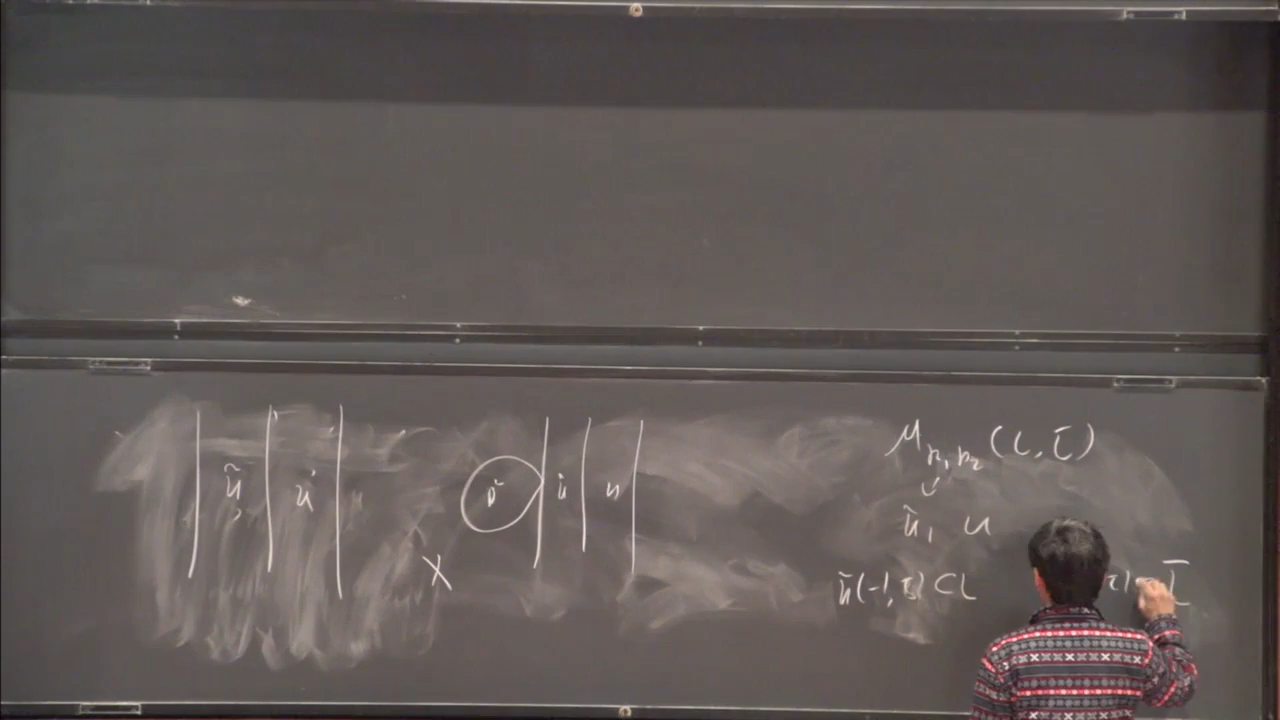 ũ u
D̃ u u
X
M_{n_1, n_2} (L, L̄)
ũ, u
ũ(-1, τ) ⊂ L